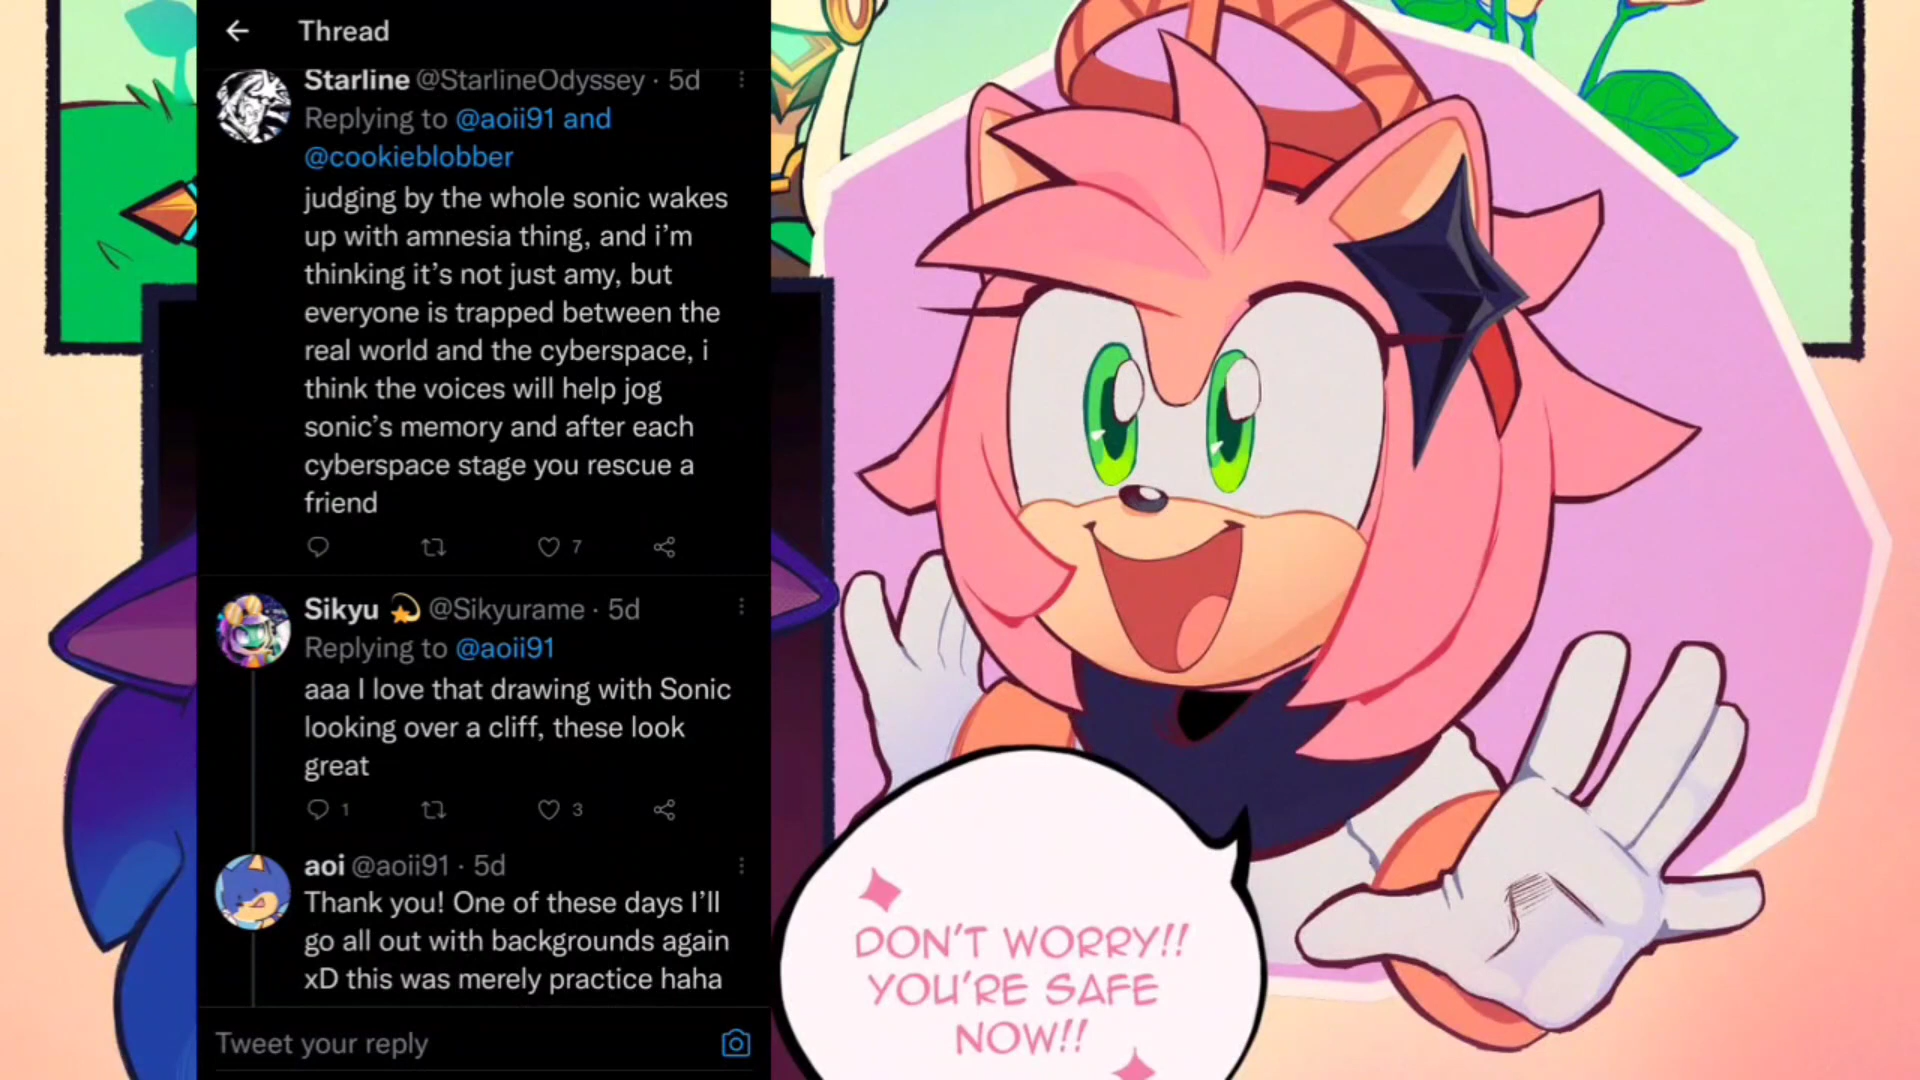 Thread
Starline @StarlineOdyssey · 5d
Replying to @aoii91 and
@cookieblobber
judging by the whole sonic wakes
up with amnesia thing, and i’m
thinking it’s not just amy, but
everyone is trapped between the
real world and the cyberspace, i
think the voices will help jog
sonic’s memory and after each
cyberspace stage you rescue a
friend
7
Sikyu 💫 @Sikyurame · 5d
Replying to @aoii91
aaa I love that drawing with Sonic
looking over a cliff, these look
great
1 3
aoi @aoii91 · 5d
Thank you! One of these days I’ll
go all out with backgrounds again
xD this was merely practice haha
Tweet your reply
DON'T WORRY!!
YOU'RE SAFE
NOW!!